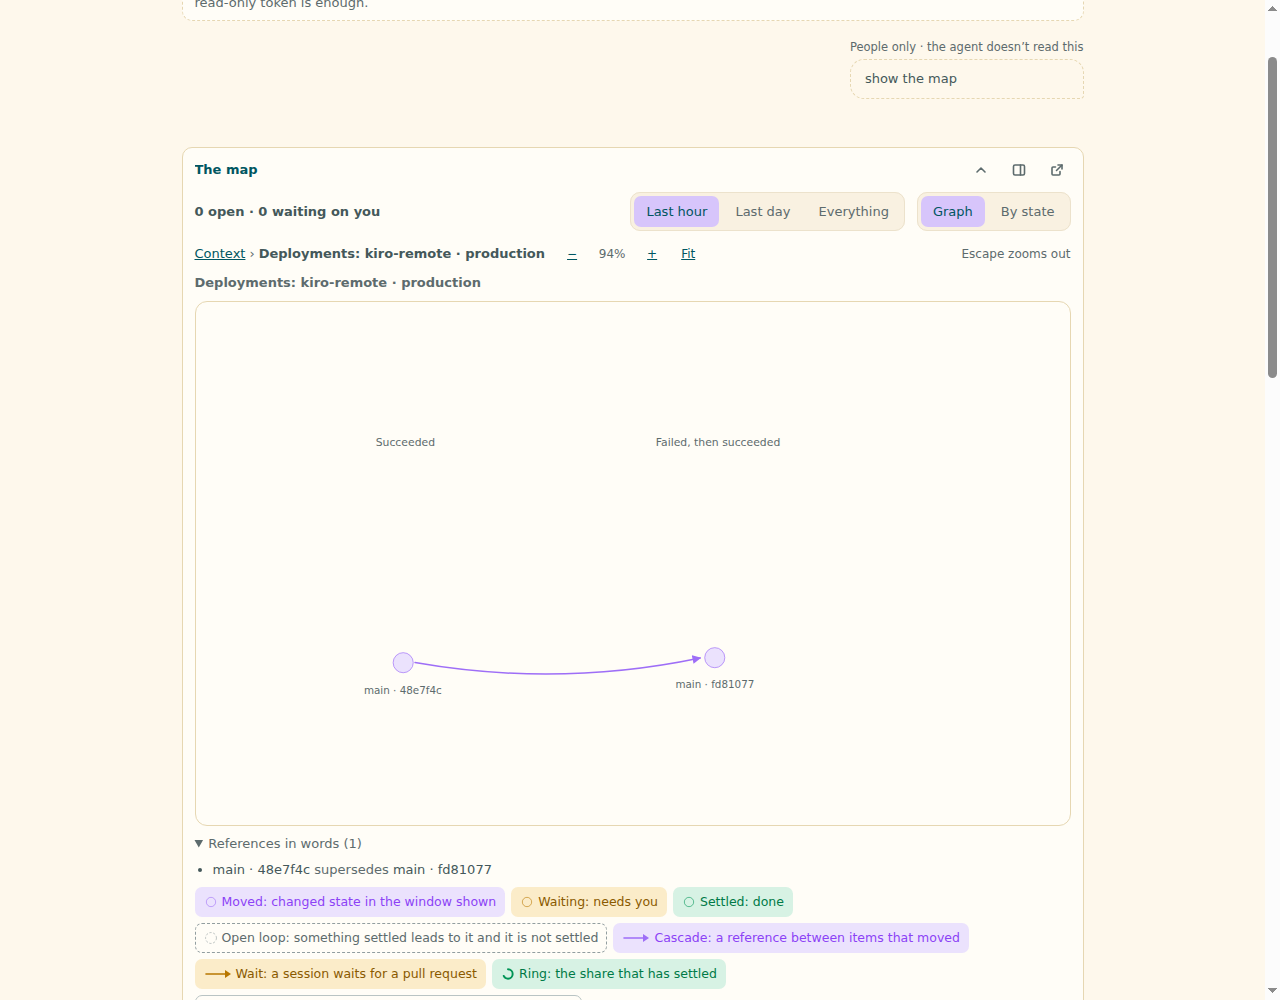 read-only token is enough.
People only · the agent doesn’t read this
show the map
The map
0 open · 0 waiting on you
Last hour
Last day
Everything
Graph
By state
Context › Deployments: kiro-remote · production
−
94%
+
Fit
Escape zooms out
Deployments: kiro-remote · production
Succeeded
Failed, then succeeded
main · 48e7f4c
main · fd81077
References in words (1)
main · 48e7f4c supersedes main · fd81077
Moved: changed state in the window shown
Waiting: needs you
Settled: done
Open loop: something settled leads to it and it is not settled
Cascade: a reference between items that moved
Wait: a session waits for a pull request
Ring: the share that has settled